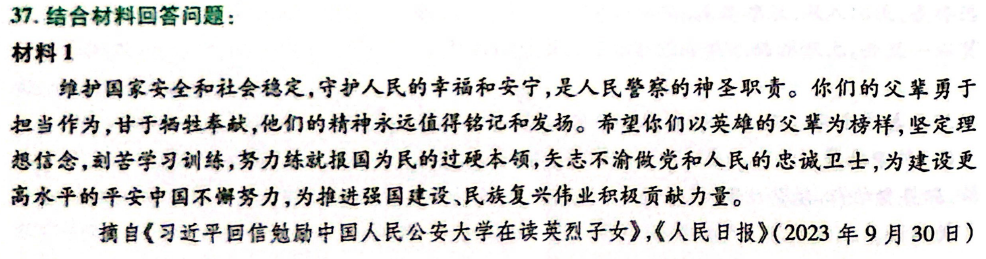 37. 结合材料回答问题:
材料 1
维护国家安全和社会稳定,守护人民的幸福和安宁,是人民警察的神圣职责。你们的父辈勇于
担当作为,甘于牺牲奉献,他们的精神永远值得铭记和发扬。希望你们以英雄的父辈为榜样,坚定理
想信念,刻苦学习训练,努力练就报国为民的过硬本领,矢志不渝做党和人民的忠诚卫士,为建设更
高水平的平安中国不懈努力,为推进强国建设、民族复兴伟业积极贡献力量。
摘自《习近平回信勉励中国人民公安大学在读英烈子女》,《人民日报》(2023 年 9 月 30 日)